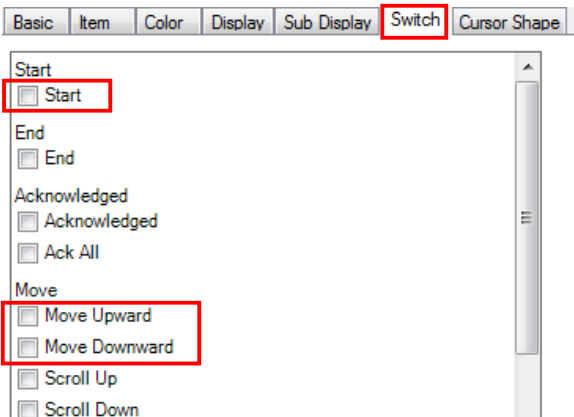 Basic Item Color Display Sub Display Switch Cursor Shape
Start
Start
End
End
Acknowledged
Acknowledged
Ack All
Move
Move Upward
Move Downward
Scroll Up
Scroll Down